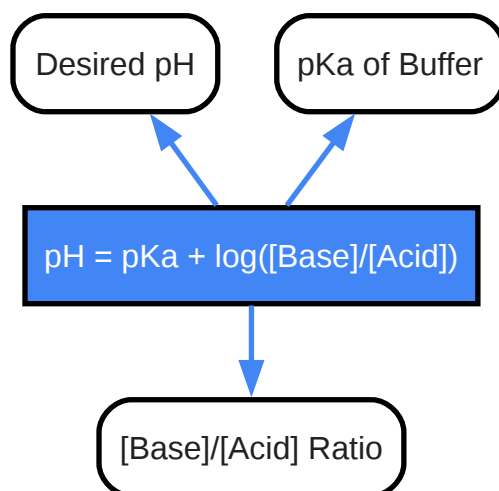 Desired pH
pKa of Buffer
pH = pKa + log([Base]/[Acid])
[Base]/[Acid] Ratio